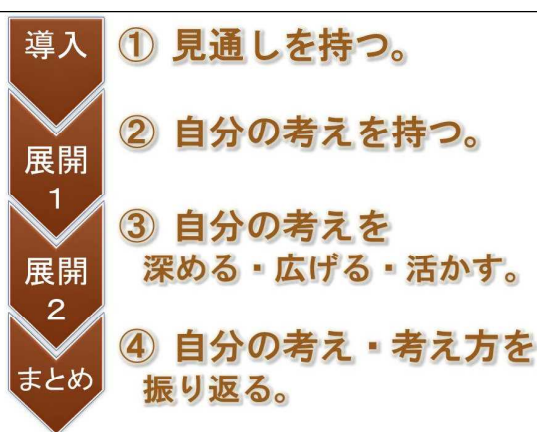 導入
① 見通しを持つ。
展開
1
② 自分の考えを持つ。
展開
2
③ 自分の考えを
深める・広げる・活かす。
まとめ
④ 自分の考え・考え方を
振り返る。